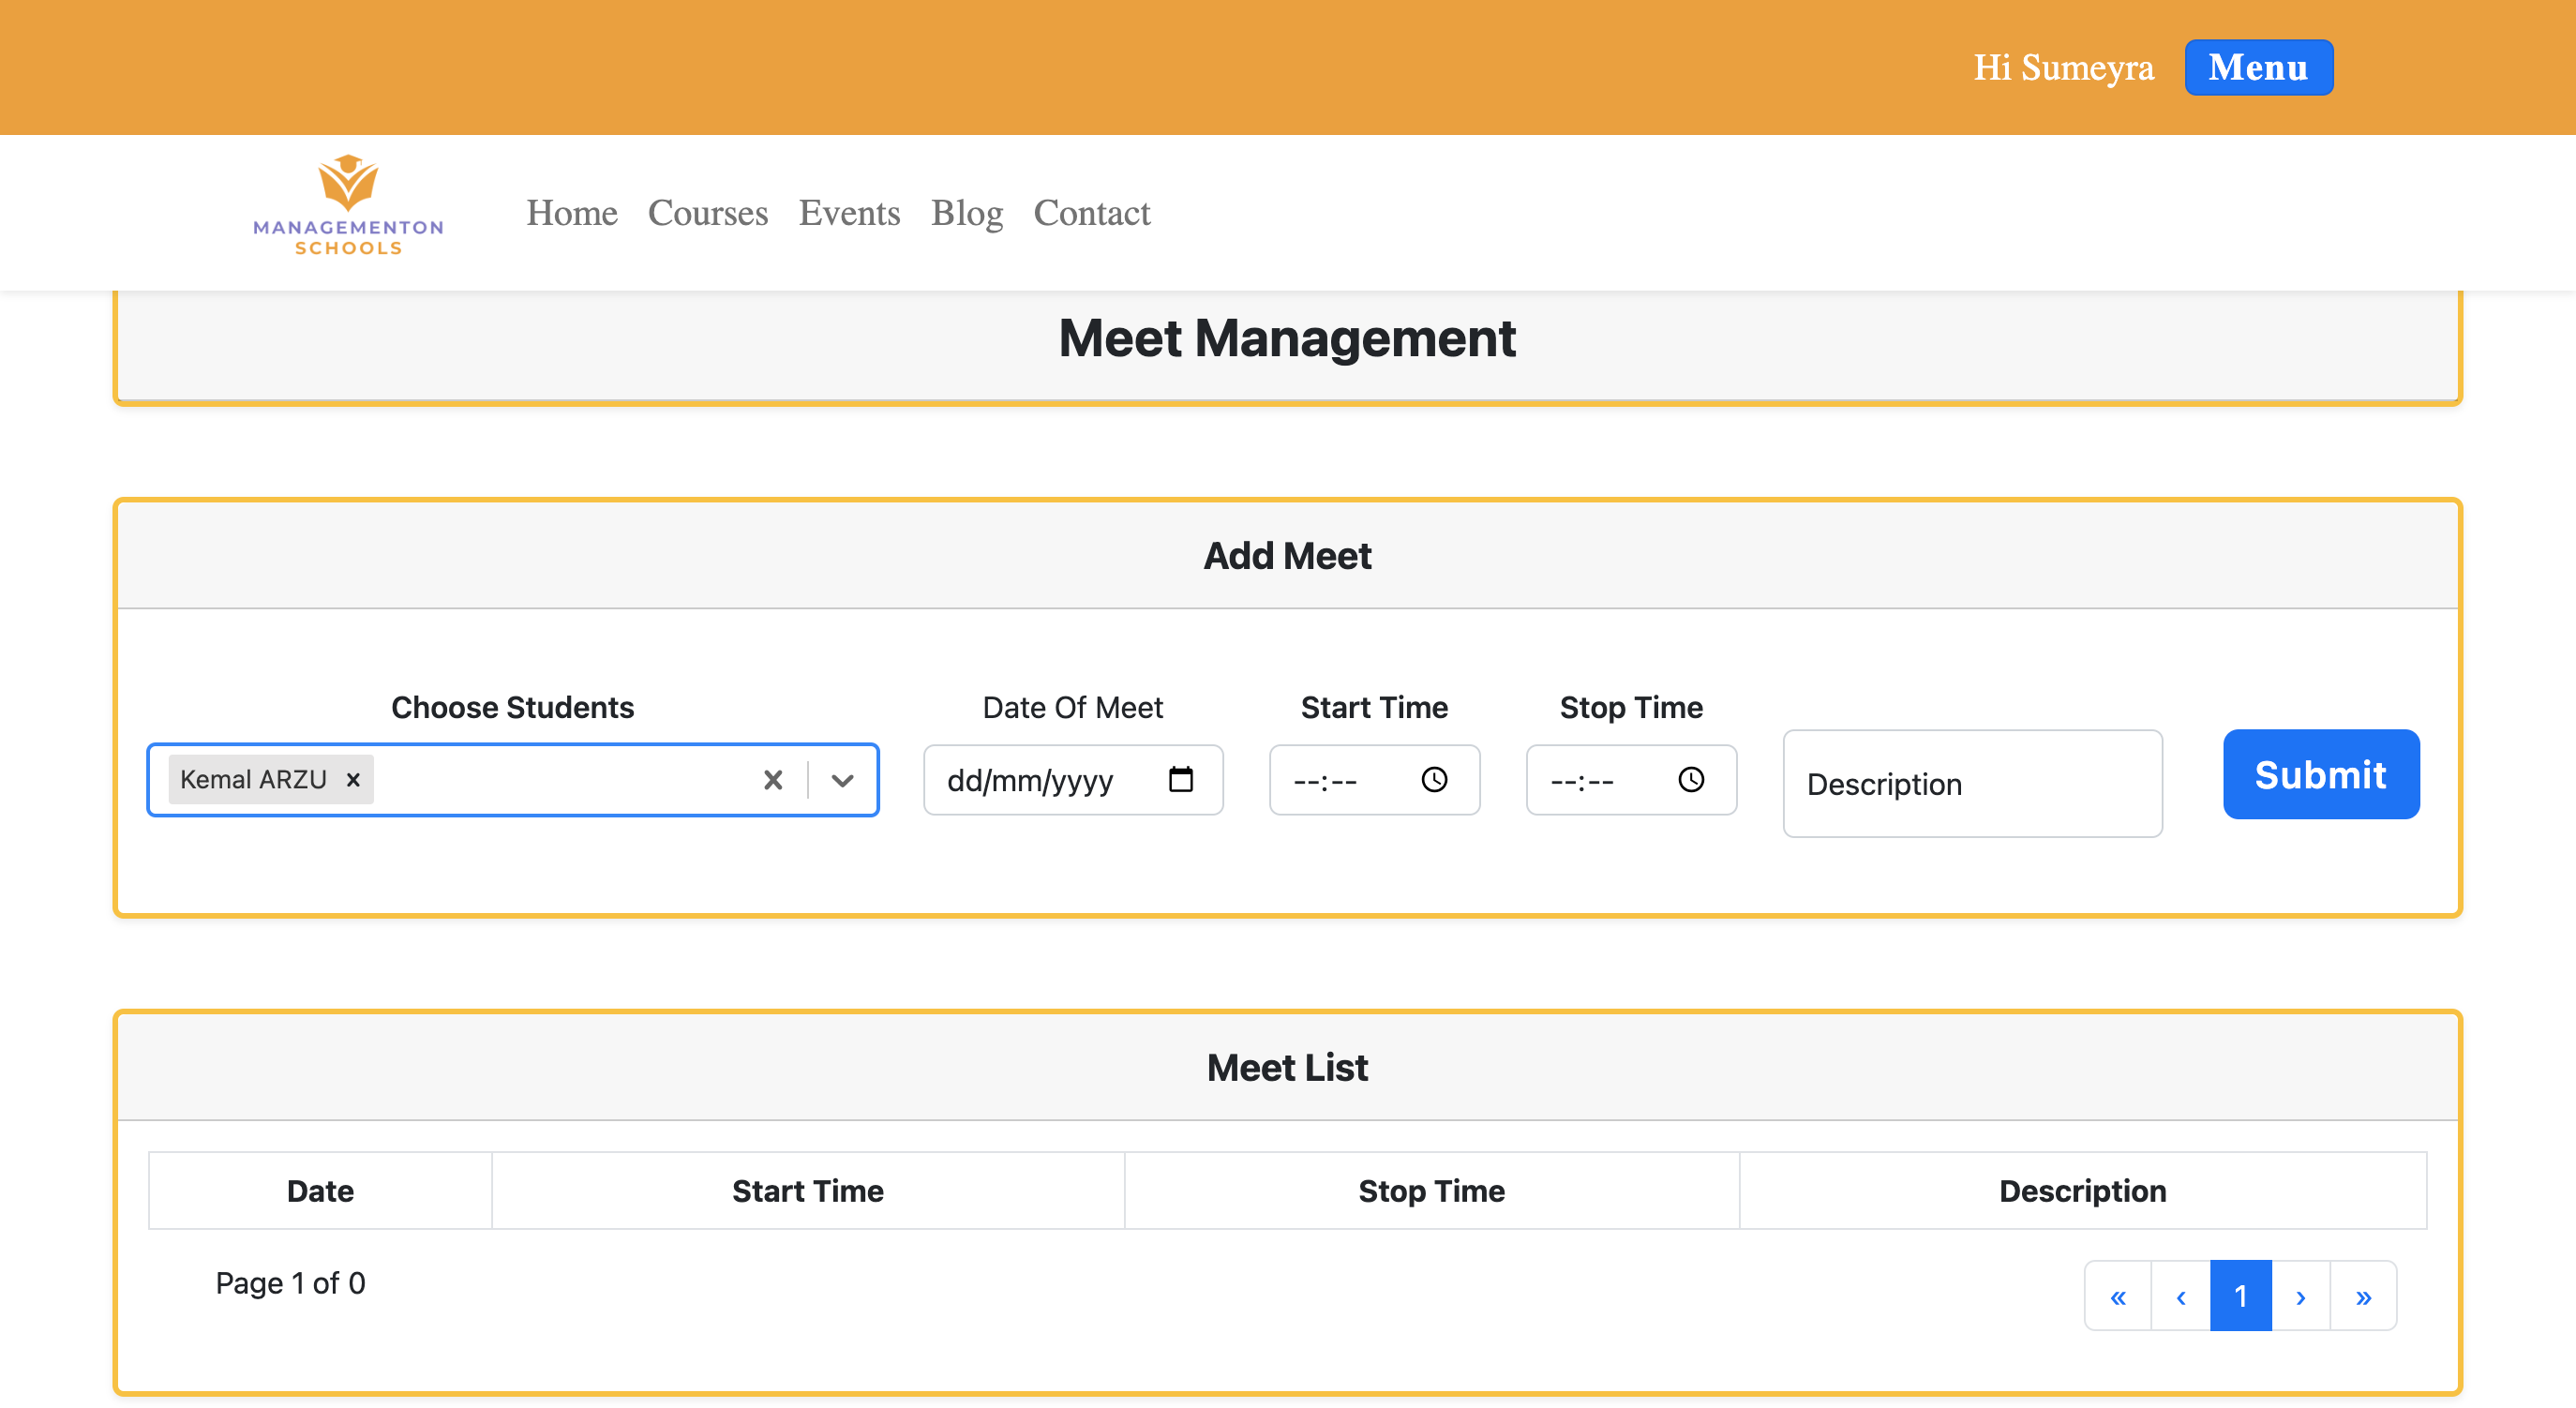 Hi Sumeyra Menu
MANAGEMENTON
SCHOOLS
Home Courses Events Blog Contact
Meet Management
Add Meet
Choose Students Date Of Meet Start Time Stop Time
Kemal ARZU dd/mm/yyyy --:-- --:-- Description Submit
Meet List
Date Start Time Stop Time Description
Page 1 of 0
« ‹ 1 › »